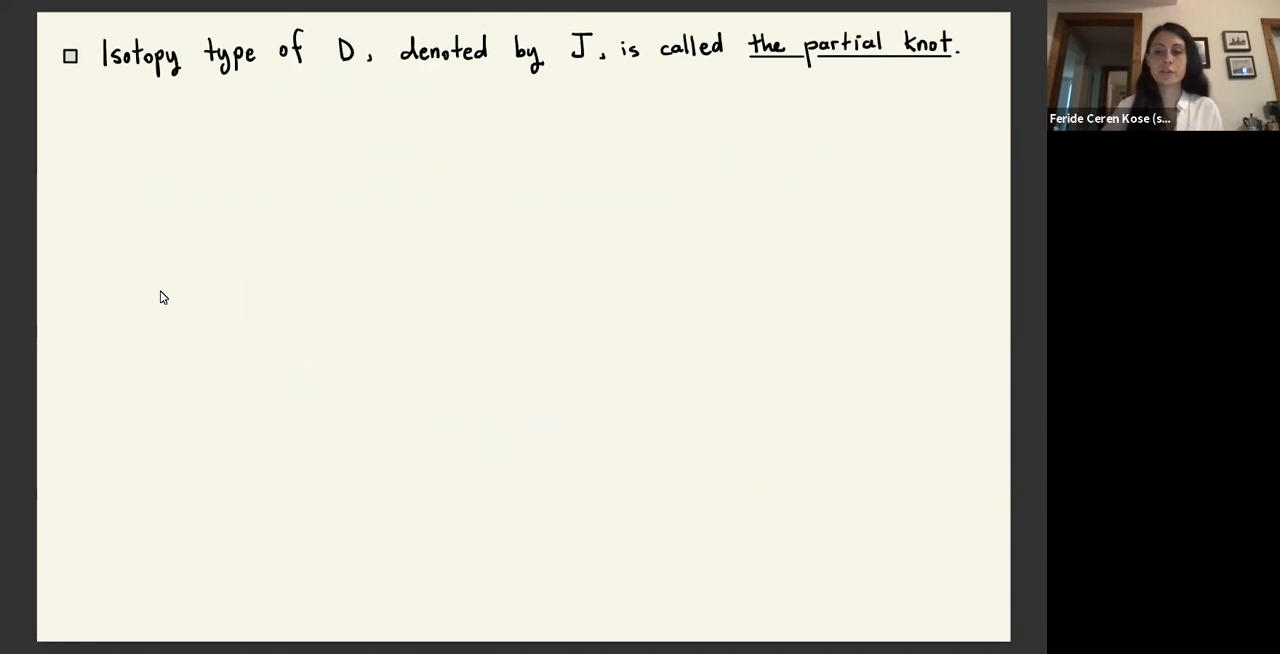 Isotopy type of D, denoted by J, is called the partial knot.
Feride Ceren Kose (s...